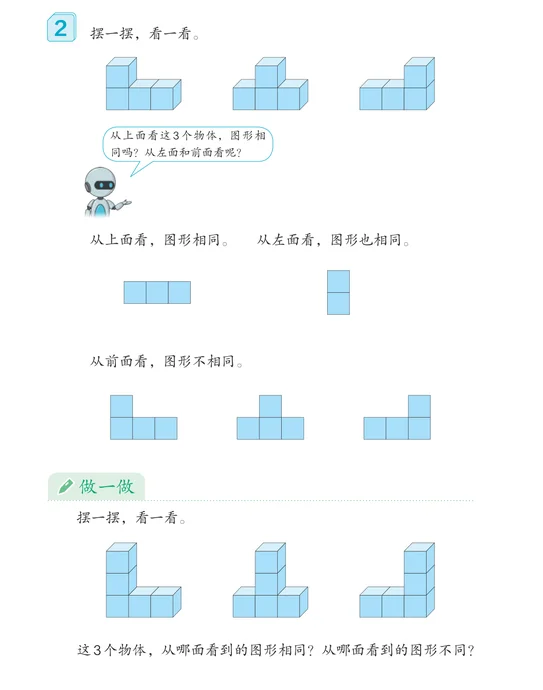 2
摆一摆，看一看。
从上面看这3个物体，图形相
同吗？从左面和前面看呢？
从上面看，图形相同。 从左面看，图形也相同。
从前面看，图形不相同。
做一做
摆一摆，看一看。
这3个物体，从哪面看到的图形相同？从哪面看到的图形不同？